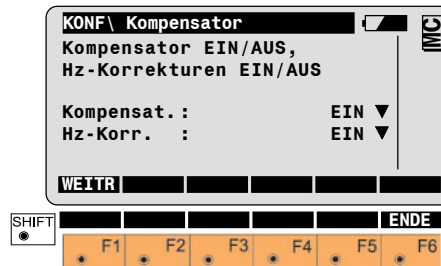 KONF\ Kompensator
MC
Kompensator EIN/AUS,
Hz-Korrekturen EIN/AUS
Kompensat.: EIN ▼
Hz-Korr. : EIN ▼
WEITR
SHIFT ENDE
F1 F2 F3 F4 F5 F6